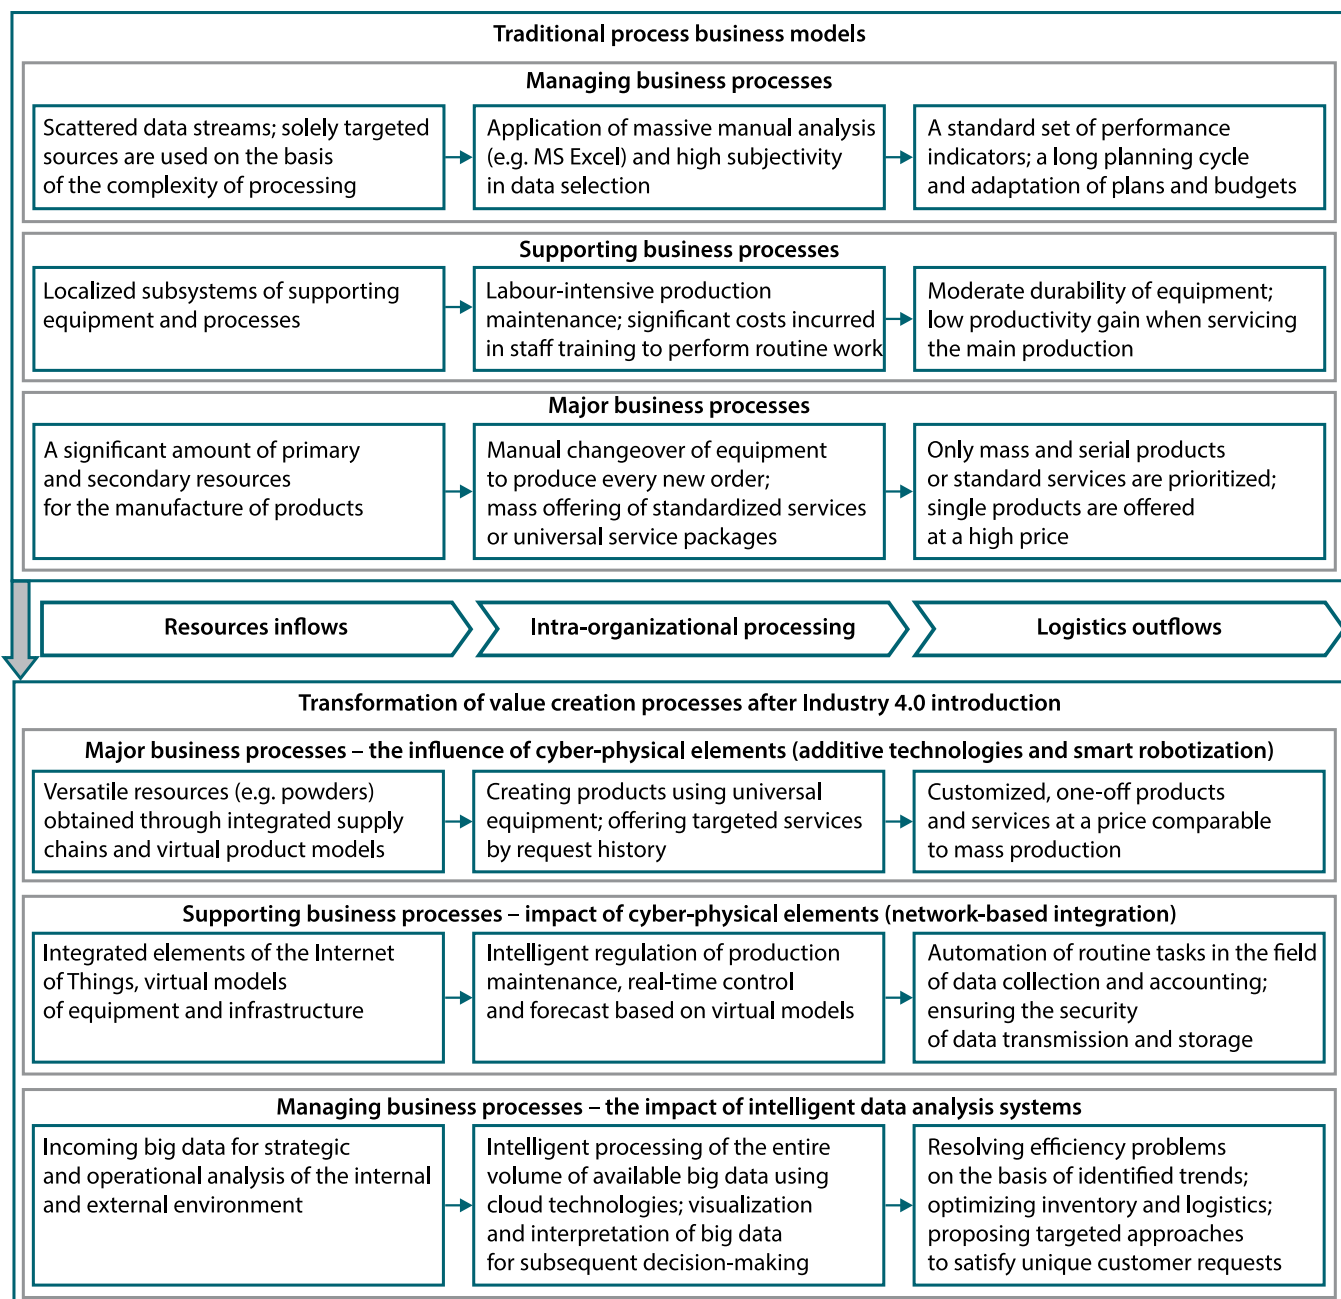 Traditional process business models
Managing business processes
Scattered data streams; solely targeted
sources are used on the basis
of the complexity of processing
Application of massive manual analysis
(e.g. MS Excel) and high subjectivity
in data selection
A standard set of performance
indicators; a long planning cycle
and adaptation of plans and budgets
Supporting business processes
Localized subsystems of supporting
equipment and processes
Labour-intensive production
maintenance; significant costs incurred
in staff training to perform routine work
Moderate durability of equipment;
low productivity gain when servicing
the main production
Major business processes
A significant amount of primary
and secondary resources
for the manufacture of products
Manual changeover of equipment
to produce every new order;
mass offering of standardized services
or universal service packages
Only mass and serial products
or standard services are prioritized;
single products are offered
at a high price
Resources inflows
Intra-organizational processing
Logistics outflows
Transformation of value creation processes after Industry 4.0 introduction
Major business processes – the influence of cyber-physical elements (additive technologies and smart robotization)
Versatile resources (e.g. powders)
obtained through integrated supply
chains and virtual product models
Creating products using universal
equipment; offering targeted services
by request history
Customized, one-off products
and services at a price comparable
to mass production
Supporting business processes – impact of cyber-physical elements (network-based integration)
Integrated elements of the Internet
of Things, virtual models
of equipment and infrastructure
Intelligent regulation of production
maintenance, real-time control
and forecast based on virtual models
Automation of routine tasks in the field
of data collection and accounting;
ensuring the security
of data transmission and storage
Managing business processes – the impact of intelligent data analysis systems
Incoming big data for strategic
and operational analysis of the internal
and external environment
Intelligent processing of the entire
volume of available big data using
cloud technologies; visualization
and interpretation of big data
for subsequent decision-making
Resolving efficiency problems
on the basis of identified trends;
optimizing inventory and logistics;
proposing targeted approaches
to satisfy unique customer requests